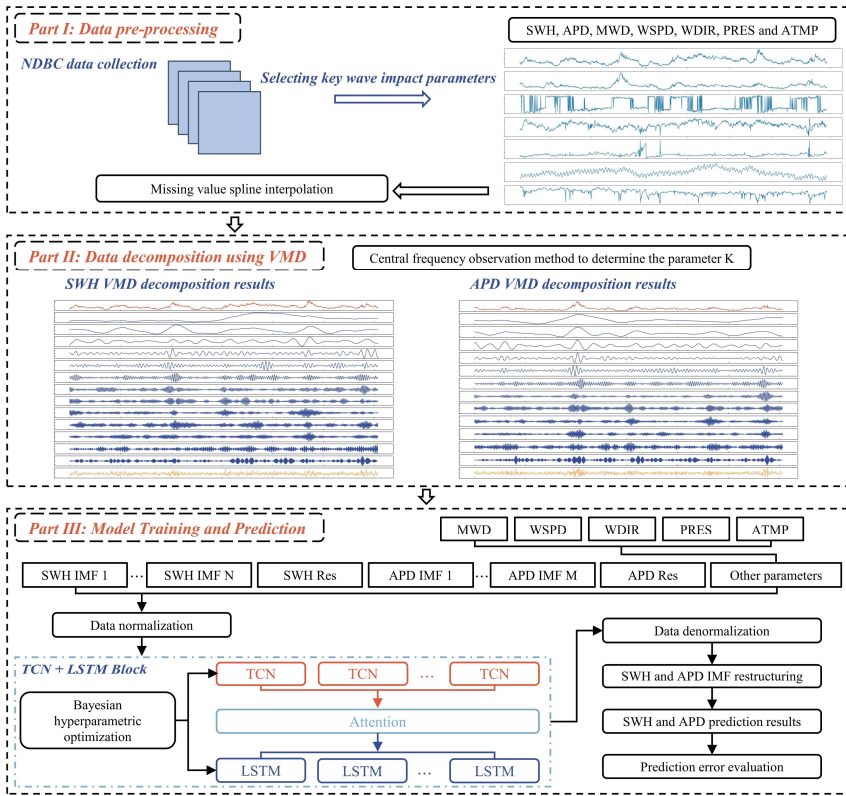 Part I: Data pre-processing
SWH, APD, MWD, WSPD, WDIR, PRES and ATMP
NDBC data collection
Selecting key wave impact parameters
Missing value spline interpolation
Part II: Data decomposition using VMD
Central frequency observation method to determine the parameter K
SWH VMD decomposition results
APD VMD decomposition results
Part III: Model Training and Prediction
MWD
WSPD
WDIR
PRES
ATMP
SWH IMF 1
...
SWH IMF N
SWH Res
APD IMF 1
...
APD IMF M
APD Res
Other parameters
Data normalization
Data denormalization
TCN + LSTM Block
TCN
TCN
...
TCN
SWH and APD IMF restructuring
Bayesian
hyperparametric
optimization
Attention
SWH and APD prediction results
LSTM
LSTM
...
LSTM
Prediction error evaluation